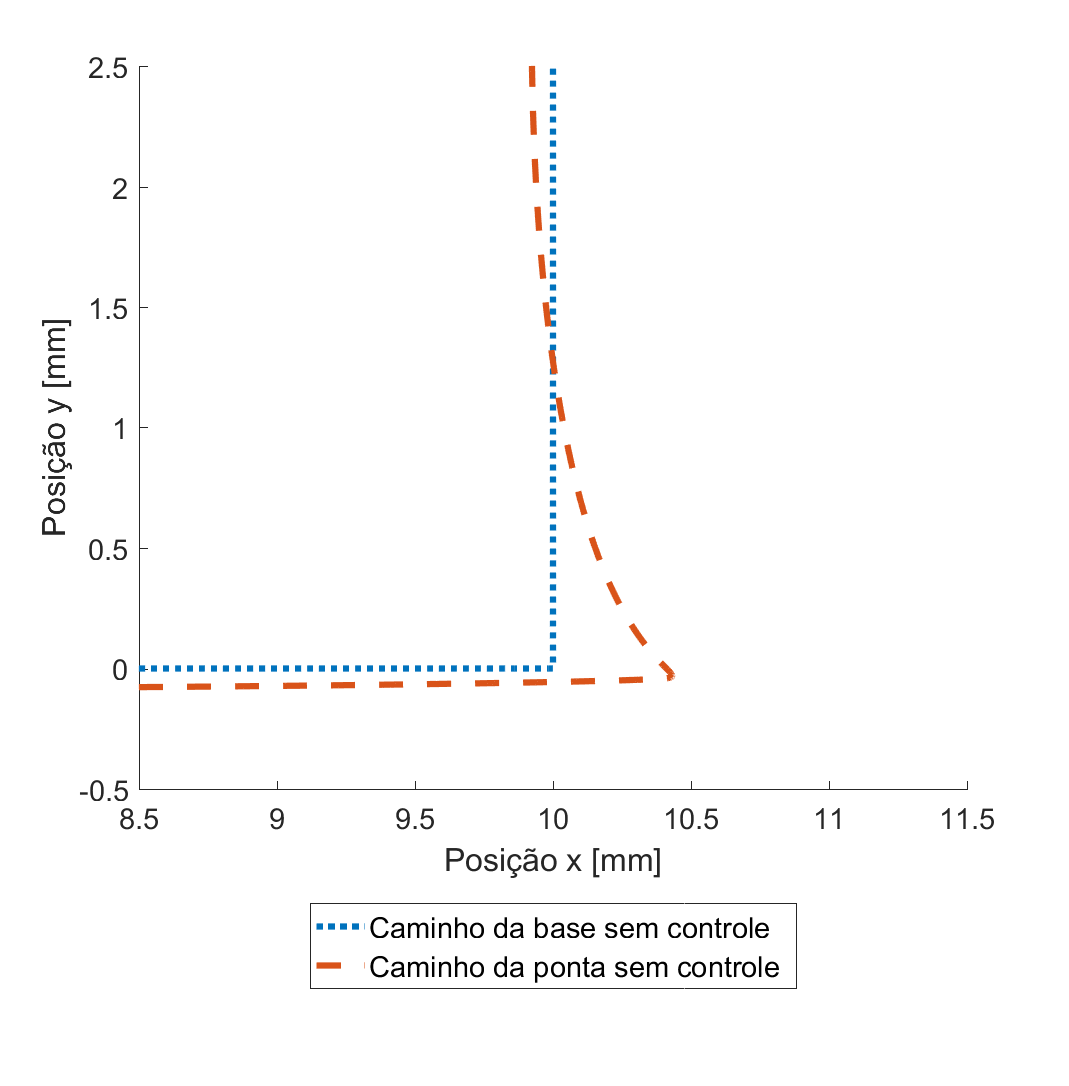 2.5
2
1.5
1
0.5
0
-0.5
Posição y [mm]
8.5 9 9.5 10 10.5 11 11.5
Posição x [mm]
Caminho da base sem controle
Caminho da ponta sem controle